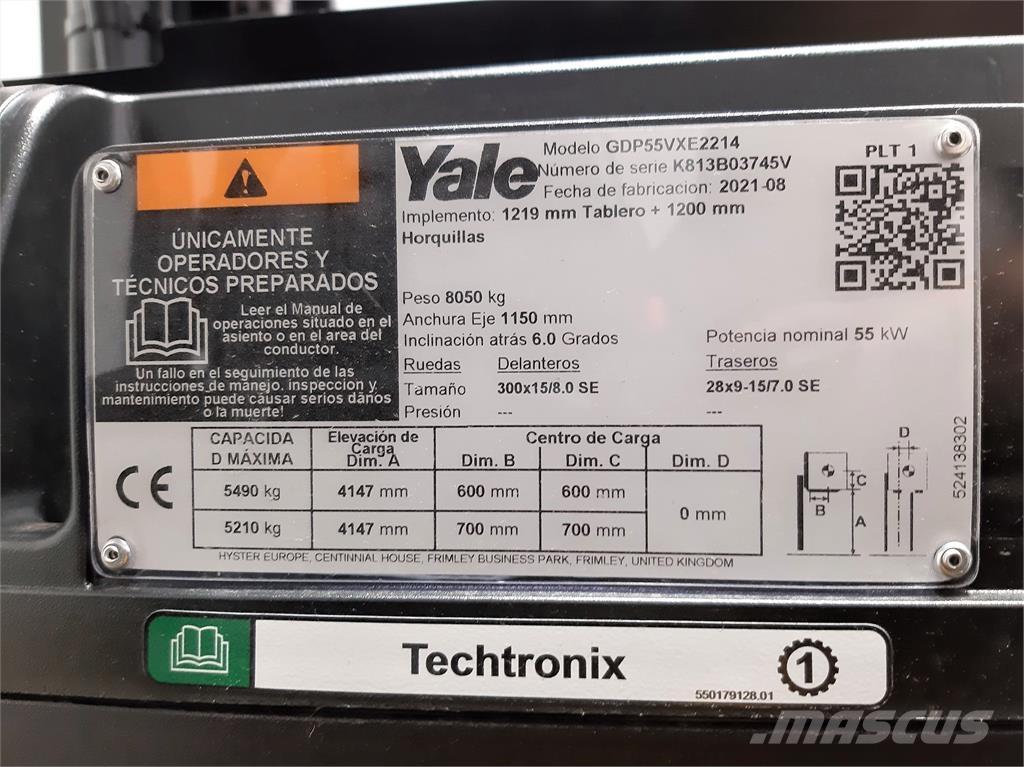 ÚNICAMENTE
OPERADORES Y
TÉCNICOS PREPARADOS
Leer el Manual de
operaciones situado en el
asiento o en el area del
conductor.
Un fallo en el seguimiento de las
instrucciones de manejo, inspeccion y
mantenimiento puede causar serios daños
o la muerte!
Yale
Modelo GDP55VXE2214
Número de serie K813B03745V
Fecha de fabricacion: 2021-08
Implemento: 1219 mm Tablero + 1200 mm
Horquillas
PLT 1
Peso 8050 kg
Anchura Eje 1150 mm
Inclinación atrás 6.0 Grados
Potencia nominal 55 kW
Ruedas Delanteros Traseros
Tamaño 300x15/8.0 SE 28x9-15/7.0 SE
Presión --- ---
CE
CAPACIDA
D MÁXIMA
Elevación de
Carga
Dim. A
Centro de Carga
Dim. B Dim. C Dim. D
5490 kg 4147 mm 600 mm 600 mm
5210 kg 4147 mm 700 mm 700 mm
0 mm
D
C
B
A
524138302
HYSTER EUROPE, CENTINNIAL HOUSE, FRIMLEY BUSINESS PARK, FRIMLEY, UNITED KINGDOM
Techtronix
1
550179128.01
MASCUS